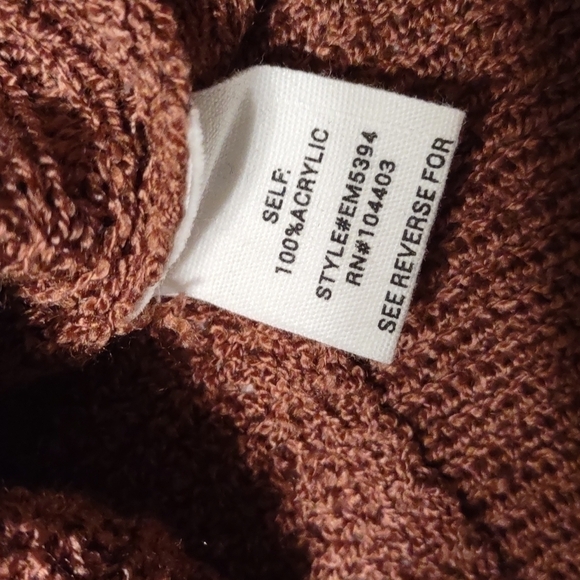 SELF:
100%ACRYLIC
STYLE#EM5394
RN#104403
SEE REVERSE FOR